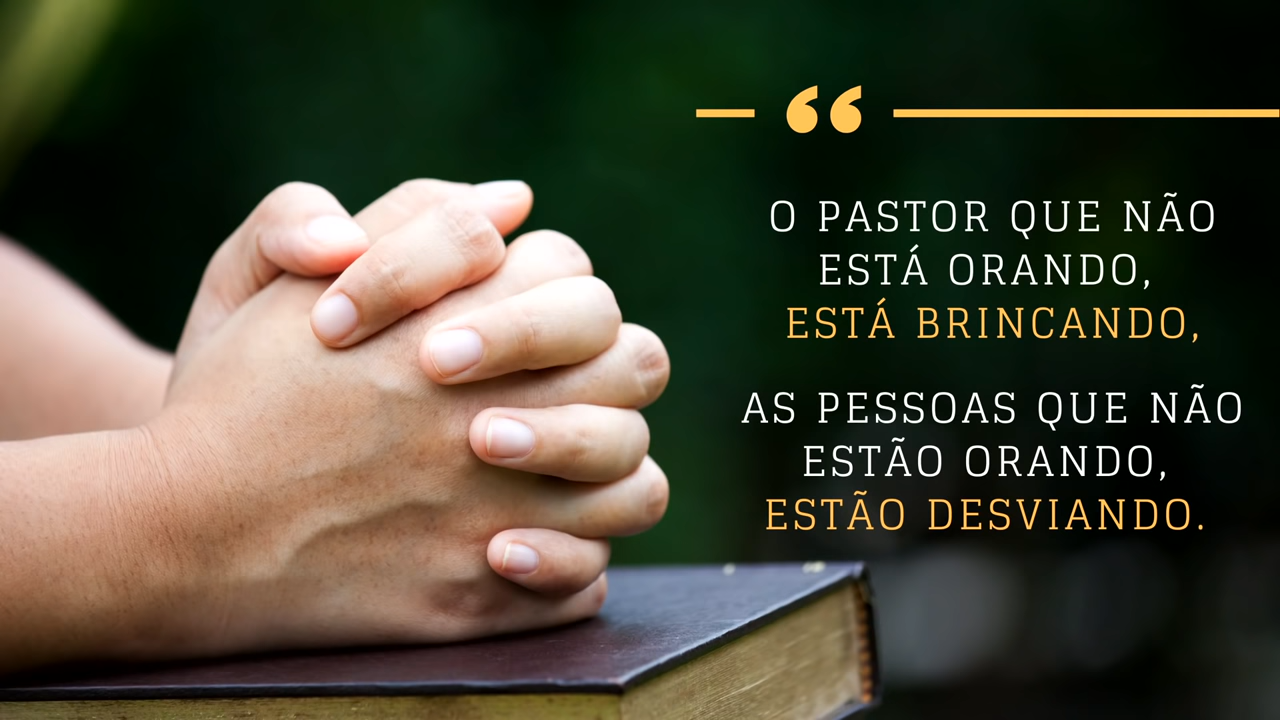 “
O PASTOR QUE NÃO
ESTÁ ORANDO,
ESTÁ BRINCANDO,
AS PESSOAS QUE NÃO
ESTÃO ORANDO,
ESTÃO DESVIANDO.